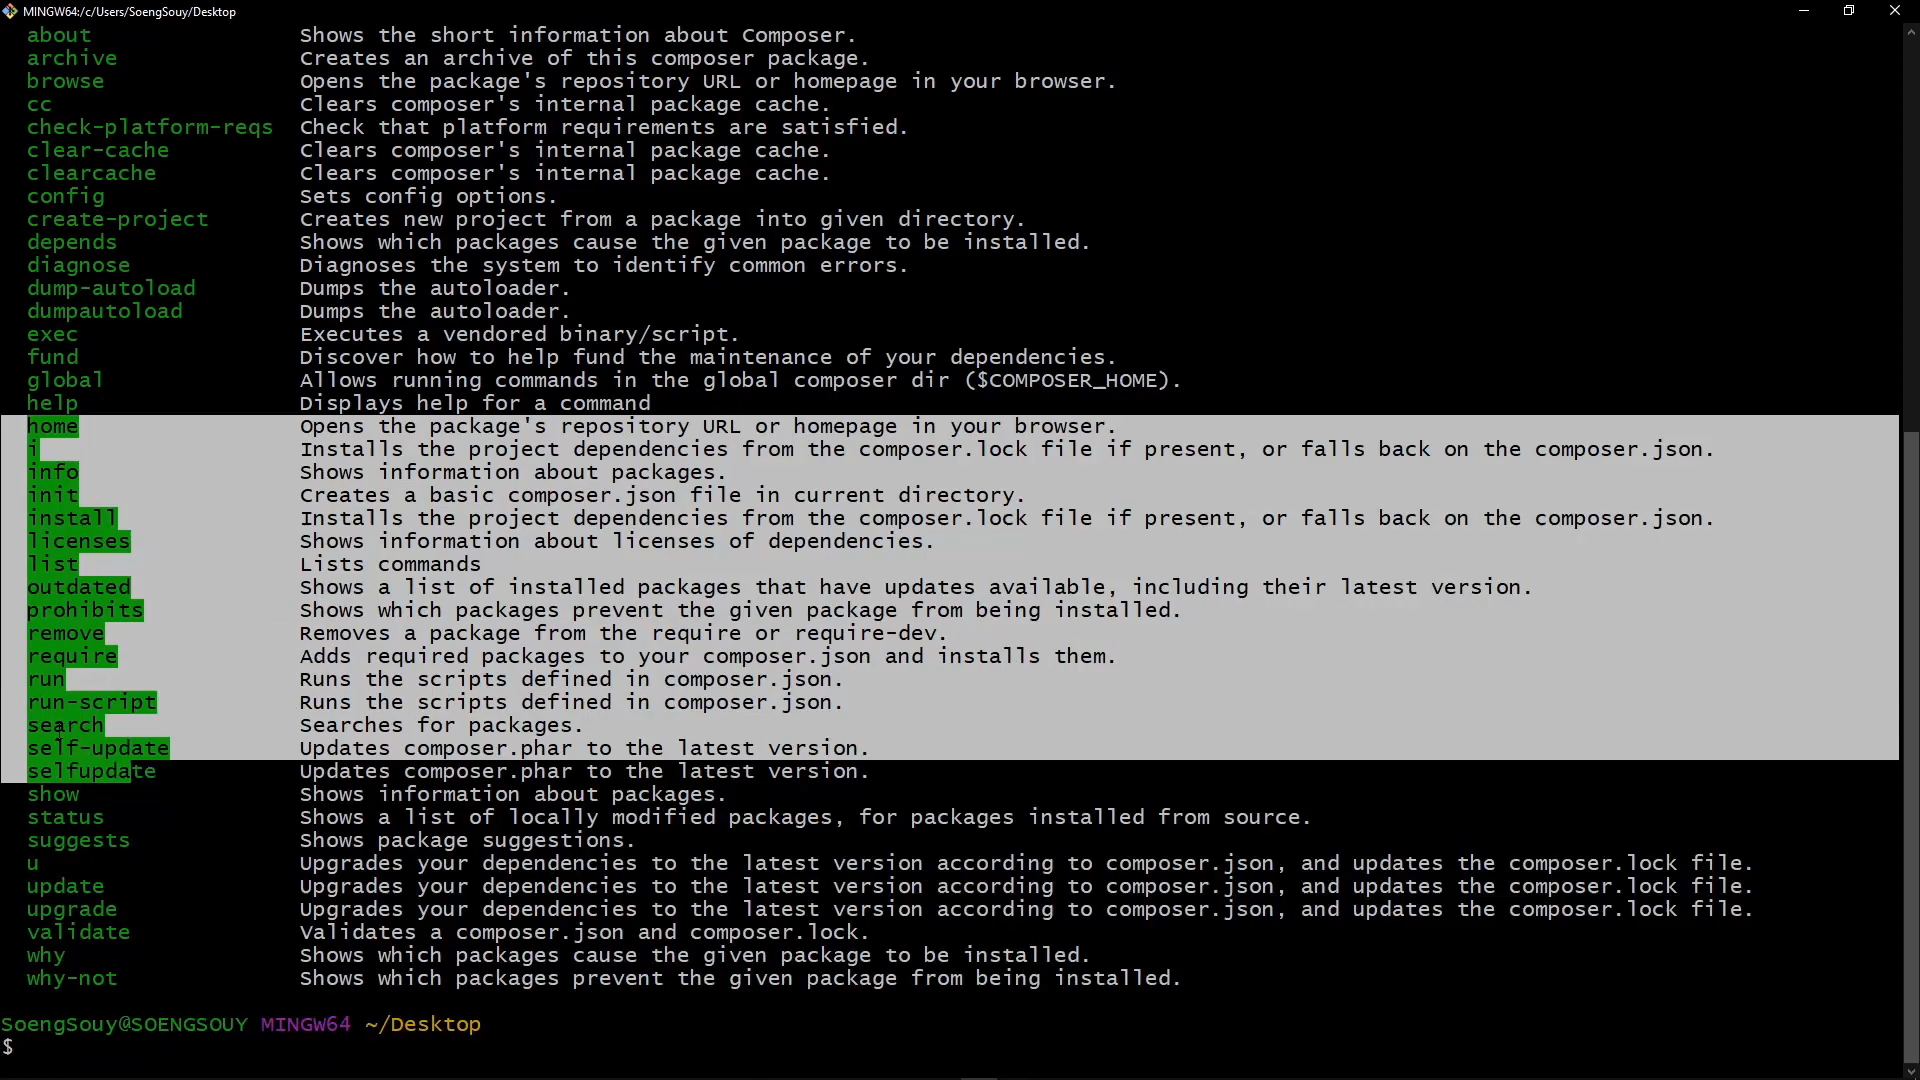 MINGW64:/c/Users/SoengSouy/Desktop
about Shows the short information about Composer.
archive Creates an archive of this composer package.
browse Opens the package's repository URL or homepage in your browser.
cc Clears composer's internal package cache.
check-platform-reqs Check that platform requirements are satisfied.
clear-cache Clears composer's internal package cache.
clearcache Clears composer's internal package cache.
config Sets config options.
create-project Creates new project from a package into given directory.
depends Shows which packages cause the given package to be installed.
diagnose Diagnoses the system to identify common errors.
dump-autoload Dumps the autoloader.
dumpautoload Dumps the autoloader.
exec Executes a vendored binary/script.
fund Discover how to help fund the maintenance of your dependencies.
global Allows running commands in the global composer dir ($COMPOSER_HOME).
help Displays help for a command
home Opens the package's repository URL or homepage in your browser.
i Installs the project dependencies from the composer.lock file if present, or falls back on the composer.json.
info Shows information about packages.
init Creates a basic composer.json file in current directory.
install Installs the project dependencies from the composer.lock file if present, or falls back on the composer.json.
licenses Shows information about licenses of dependencies.
list Lists commands
outdated Shows a list of installed packages that have updates available, including their latest version.
prohibits Shows which packages prevent the given package from being installed.
remove Removes a package from the require or require-dev.
require Adds required packages to your composer.json and installs them.
run Runs the scripts defined in composer.json.
run-script Runs the scripts defined in composer.json.
search Searches for packages.
self-update Updates composer.phar to the latest version.
selfupdate Updates composer.phar to the latest version.
show Shows information about packages.
status Shows a list of locally modified packages, for packages installed from source.
suggests Shows package suggestions.
u Upgrades your dependencies to the latest version according to composer.json, and updates the composer.lock file.
update Upgrades your dependencies to the latest version according to composer.json, and updates the composer.lock file.
upgrade Upgrades your dependencies to the latest version according to composer.json, and updates the composer.lock file.
validate Validates a composer.json and composer.lock.
why Shows which packages cause the given package to be installed.
why-not Shows which packages prevent the given package from being installed.
SoengSouy@SOENGSOUY MINGW64 ~/Desktop
$